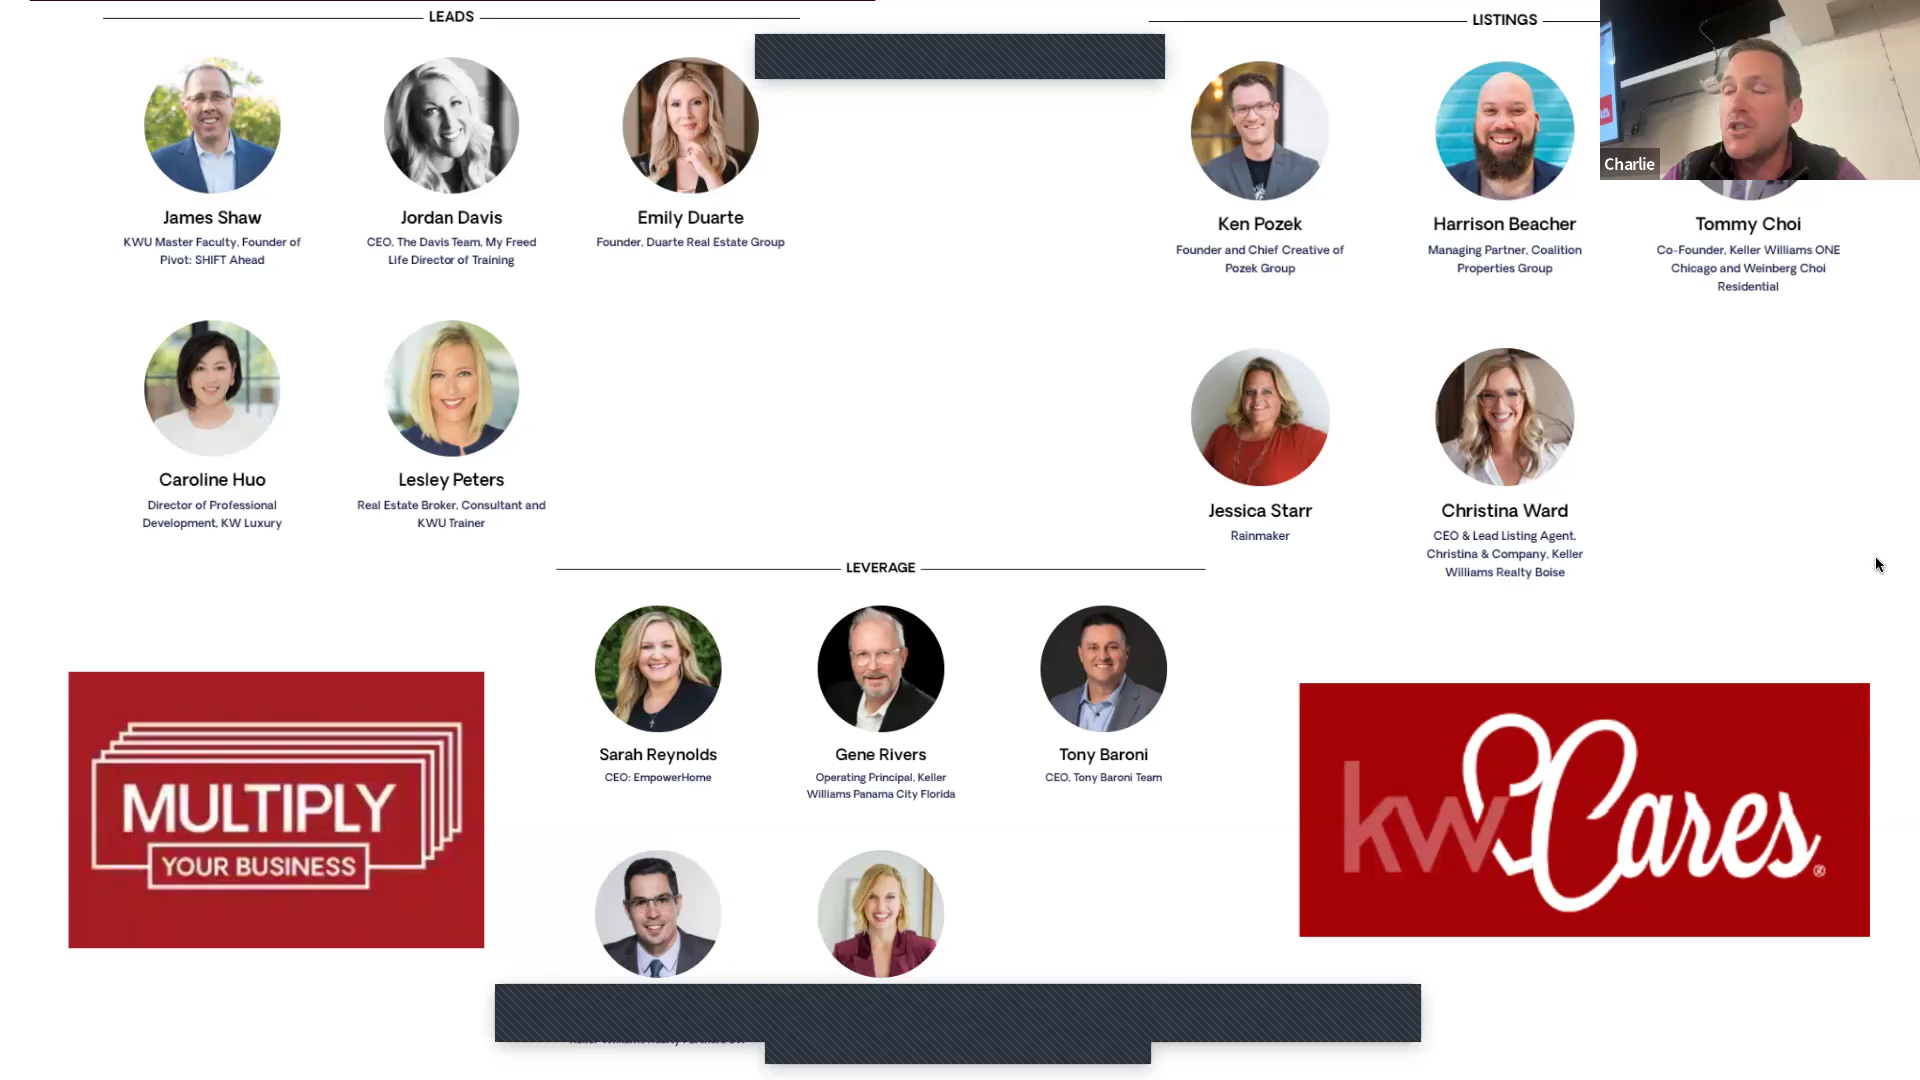 LEADS
James Shaw
KWU Master Faculty, Founder of
Pivot: SHIFT Ahead
Jordan Davis
CEO, The Davis Team, My Freed
Life Director of Training
Emily Duarte
Founder, Duarte Real Estate Group
Caroline Huo
Director of Professional
Development, KW Luxury
Lesley Peters
Real Estate Broker, Consultant and
KWU Trainer
LISTINGS
Charlie
Ken Pozek
Founder and Chief Creative of
Pozek Group
Harrison Beacher
Managing Partner, Coalition
Properties Group
Tommy Choi
Co-Founder, Keller Williams ONE
Chicago and Weinberg Choi
Residential
Jessica Starr
Rainmaker
Christina Ward
CEO & Lead Listing Agent,
Christina & Company, Keller
Williams Realty Boise
LEVERAGE
Sarah Reynolds
CEO: EmpowerHome
Gene Rivers
Operating Principal, Keller
Williams Panama City Florida
Tony Baroni
CEO, Tony Baroni Team
MULTIPLY
YOUR BUSINESS
kw Cares®